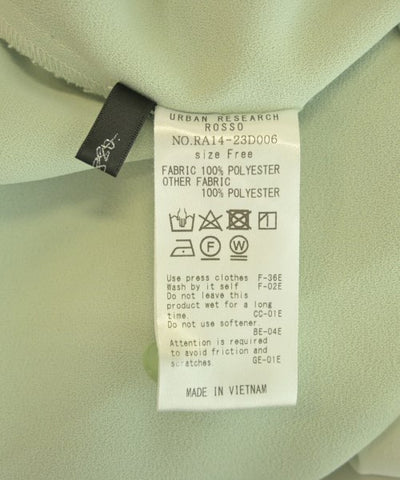 URBAN RESEARCH
ROSSO
NO.RA14-23D006
size Free
FABRIC 100% POLYESTER
OTHER FABRIC
100% POLYESTER
F W
Use press clothes F-36E
Wash by it self F-02E
Do not leave this
product wet for a long
time. CC-01E
Do not use softener.
BE-04E
Attention is required
to avoid friction and
scratches. GE-01E
MADE IN VIETNAM